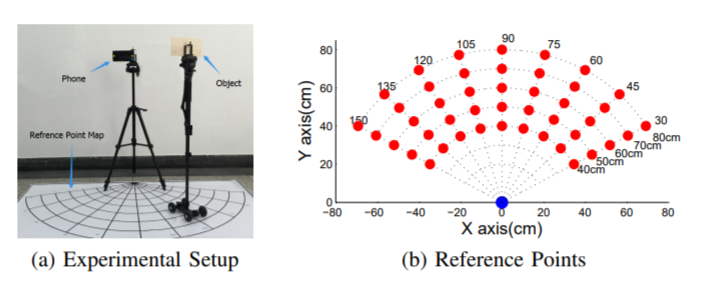 Phone
Object
Refrence Point Map
(a) Experimental Setup
Y axis(cm)
80
60
40
20
0
-80
-60
-40
-20
0
20
40
60
80
X axis(cm)
150
135
120
105
90
75
60
45
30
80cm
70cm
60cm
50cm
40cm
(b) Reference Points